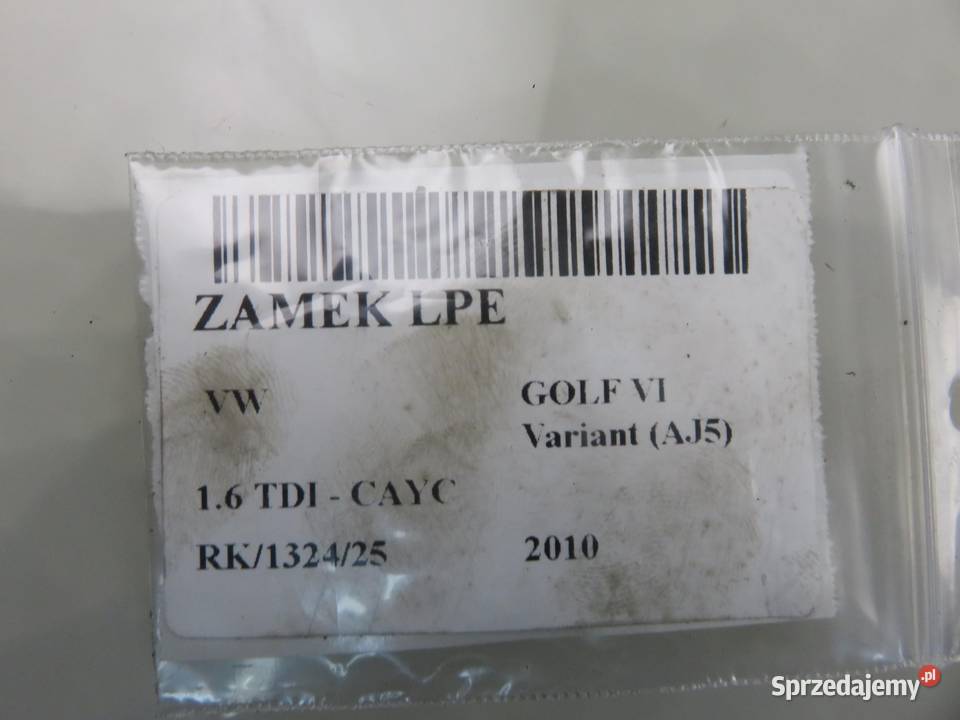 ZAMEK LPE
VW
GOLF VI
Variant (AJ5)
1.6 TDI - CAYC
RK/1324/25
2010
Sprzedajemy.pl